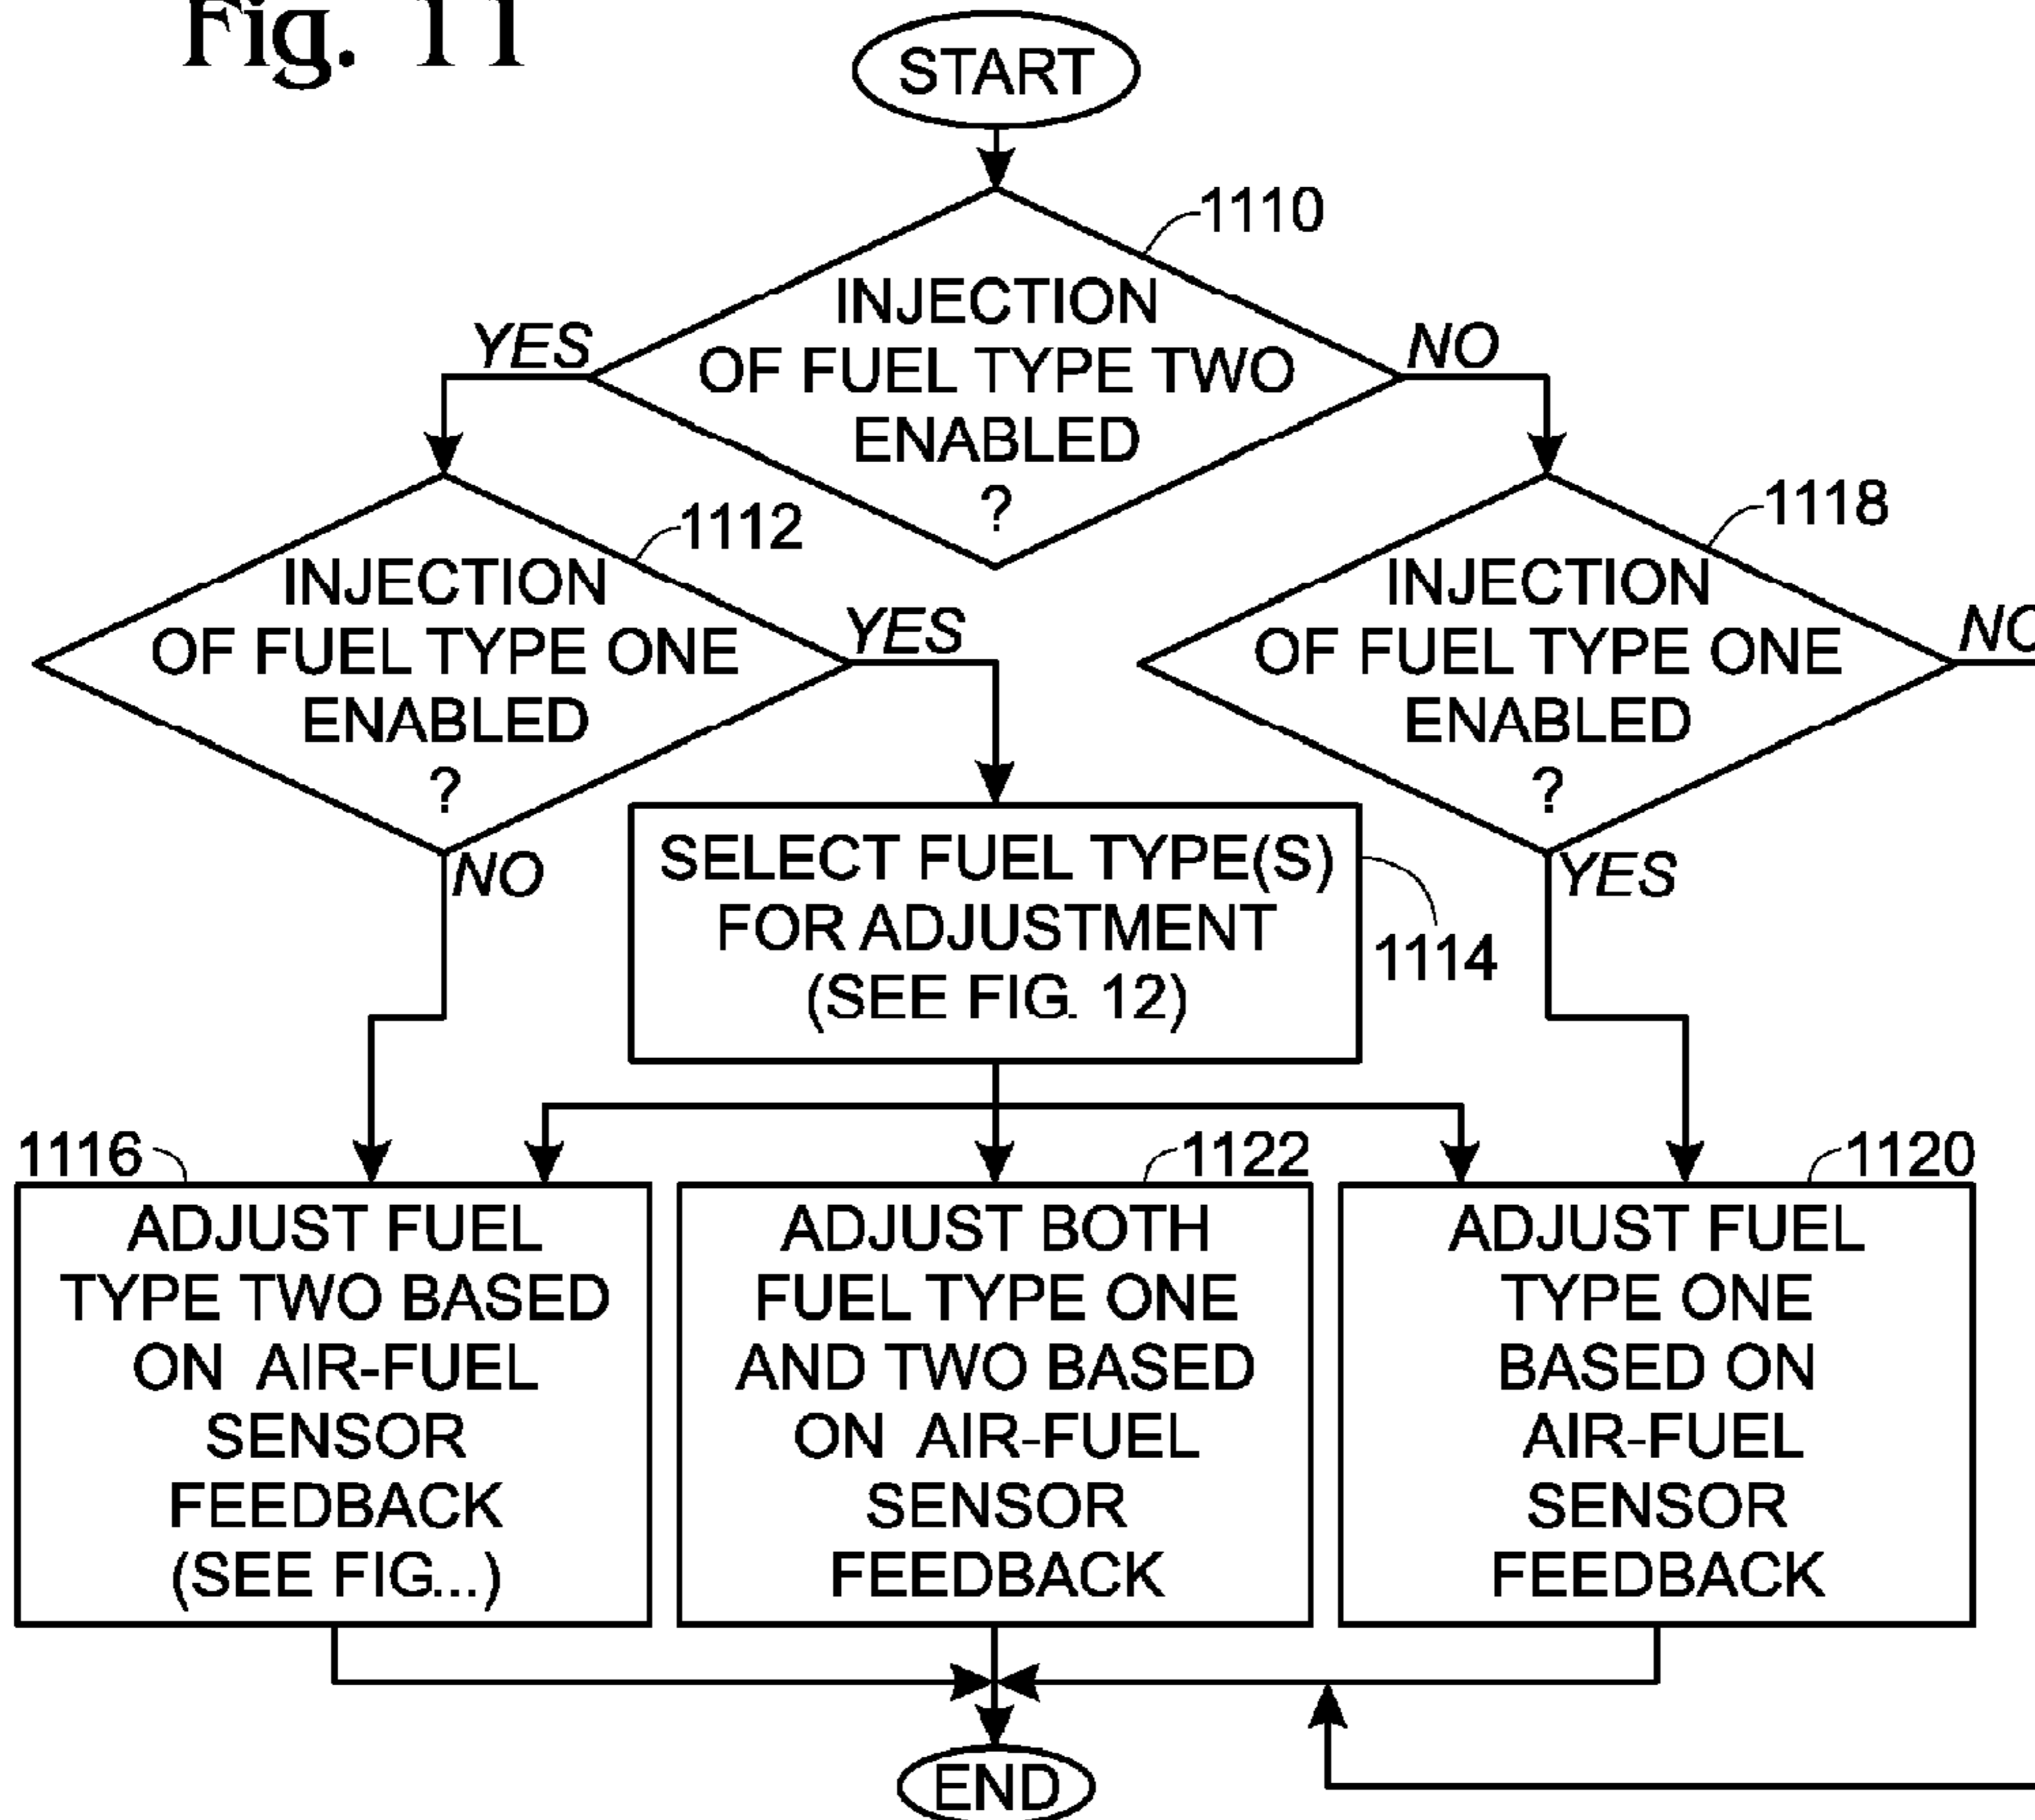 Fig. 11
START
1110
INJECTION
OF FUEL TYPE TWO
ENABLED
?
YES
NO
1112
INJECTION
OF FUEL TYPE ONE
ENABLED
?
YES
NO
1118
INJECTION
OF FUEL TYPE ONE
ENABLED
?
NO
YES
SELECT FUEL TYPE(S)
FOR ADJUSTMENT
(SEE FIG. 12)
1114
1116
ADJUST FUEL
TYPE TWO BASED
ON AIR-FUEL
SENSOR
FEEDBACK
(SEE FIG...)
1122
ADJUST BOTH
FUEL TYPE ONE
AND TWO BASED
ON AIR-FUEL
SENSOR
FEEDBACK
1120
ADJUST FUEL
TYPE ONE
BASED ON
AIR-FUEL
SENSOR
FEEDBACK
END